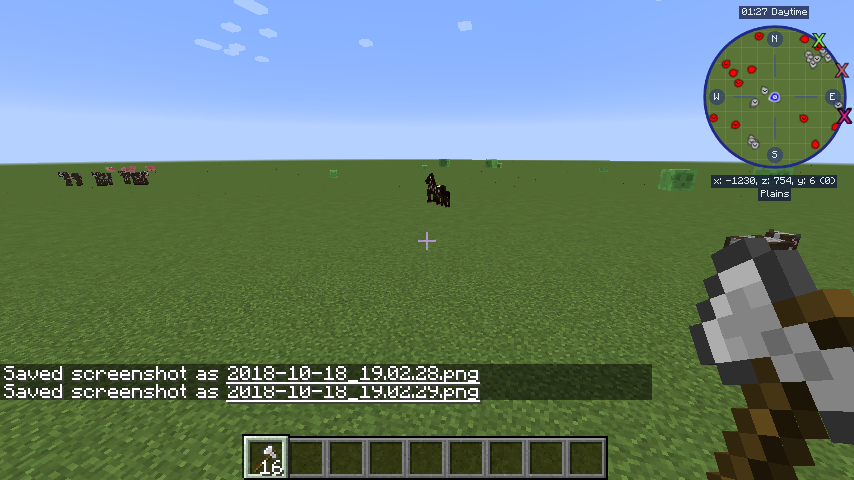 01:27 Daytime
N
W
E
S
x: -1230, z: 754, y: 6 (0)
Plains
Saved screenshot as 2018-10-18_19.02.28.png
Saved screenshot as 2018-10-18_19.02.29.png
16